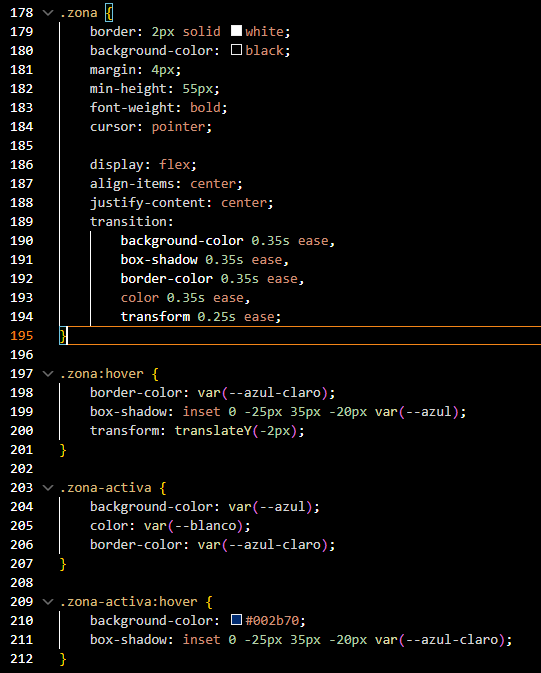 178 .zona {
179 border: 2px solid white;
180 background-color: black;
181 margin: 4px;
182 min-height: 55px;
183 font-weight: bold;
184 cursor: pointer;
185
186 display: flex;
187 align-items: center;
188 justify-content: center;
189 transition:
190 background-color 0.35s ease,
191 box-shadow 0.35s ease,
192 border-color 0.35s ease,
193 color 0.35s ease,
194 transform 0.25s ease;
195 }
196
197 .zona:hover {
198 border-color: var(--azul-claro);
199 box-shadow: inset 0 -25px 35px -20px var(--azul);
200 transform: translateY(-2px);
201 }
202
203 .zona-activa {
204 background-color: var(--azul);
205 color: var(--blanco);
206 border-color: var(--azul-claro);
207 }
208
209 .zona-activa:hover {
210 background-color: #002b70;
211 box-shadow: inset 0 -25px 35px -20px var(--azul-claro);
212 }